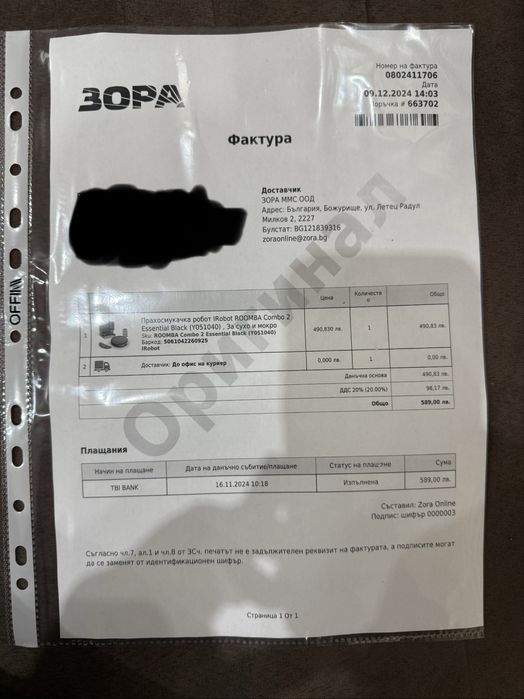 ЗОРА
Номер на фактура
0802411706
Дата
09.12.2024 14:03
Поръчка # 663702
Фактура
Доставчик
ЗОРА ММС ООД
Адрес: България, Божурище, ул. Летец Радул
Милков 2, 2227
Булстат: BG121839316
zoraonline@zora.bg
OFFI
Цена Количество Общо
1 Прахосмукачка робот IRobot ROOMBA Combo 2
Essential Black (Y051040) , За сухо и мокро
Sku: ROOMBA Combo 2 Essential Black (Y051040)
Баркод: 5061042260925
IRobot
490,830 лв. 1 490,83 лв.
2 Доставчик: До офис на куриер 0,000 лв. 1 0,00 лв.
Данъчна основа 490,83 лв.
ДДС 20% (20.00%) 98,17 лв.
Общо 589,00 лв.
Оригинал
Плащания
Начин на плащане Дата на данъчно събитие/плащане Статус на плащане Сума
TBI BANK 16.11.2024 10:18 Изпълнена 589,00 лв.
Съставил: Zora Online
Подпис: шифър 0000003
Съгласно чл.7, ал.1 и чл.8 от ЗСч. печатът не е задължителен реквизит на фактурата, а подписите могат
да се заменят от идентификационен шифър.
Страница 1 От 1